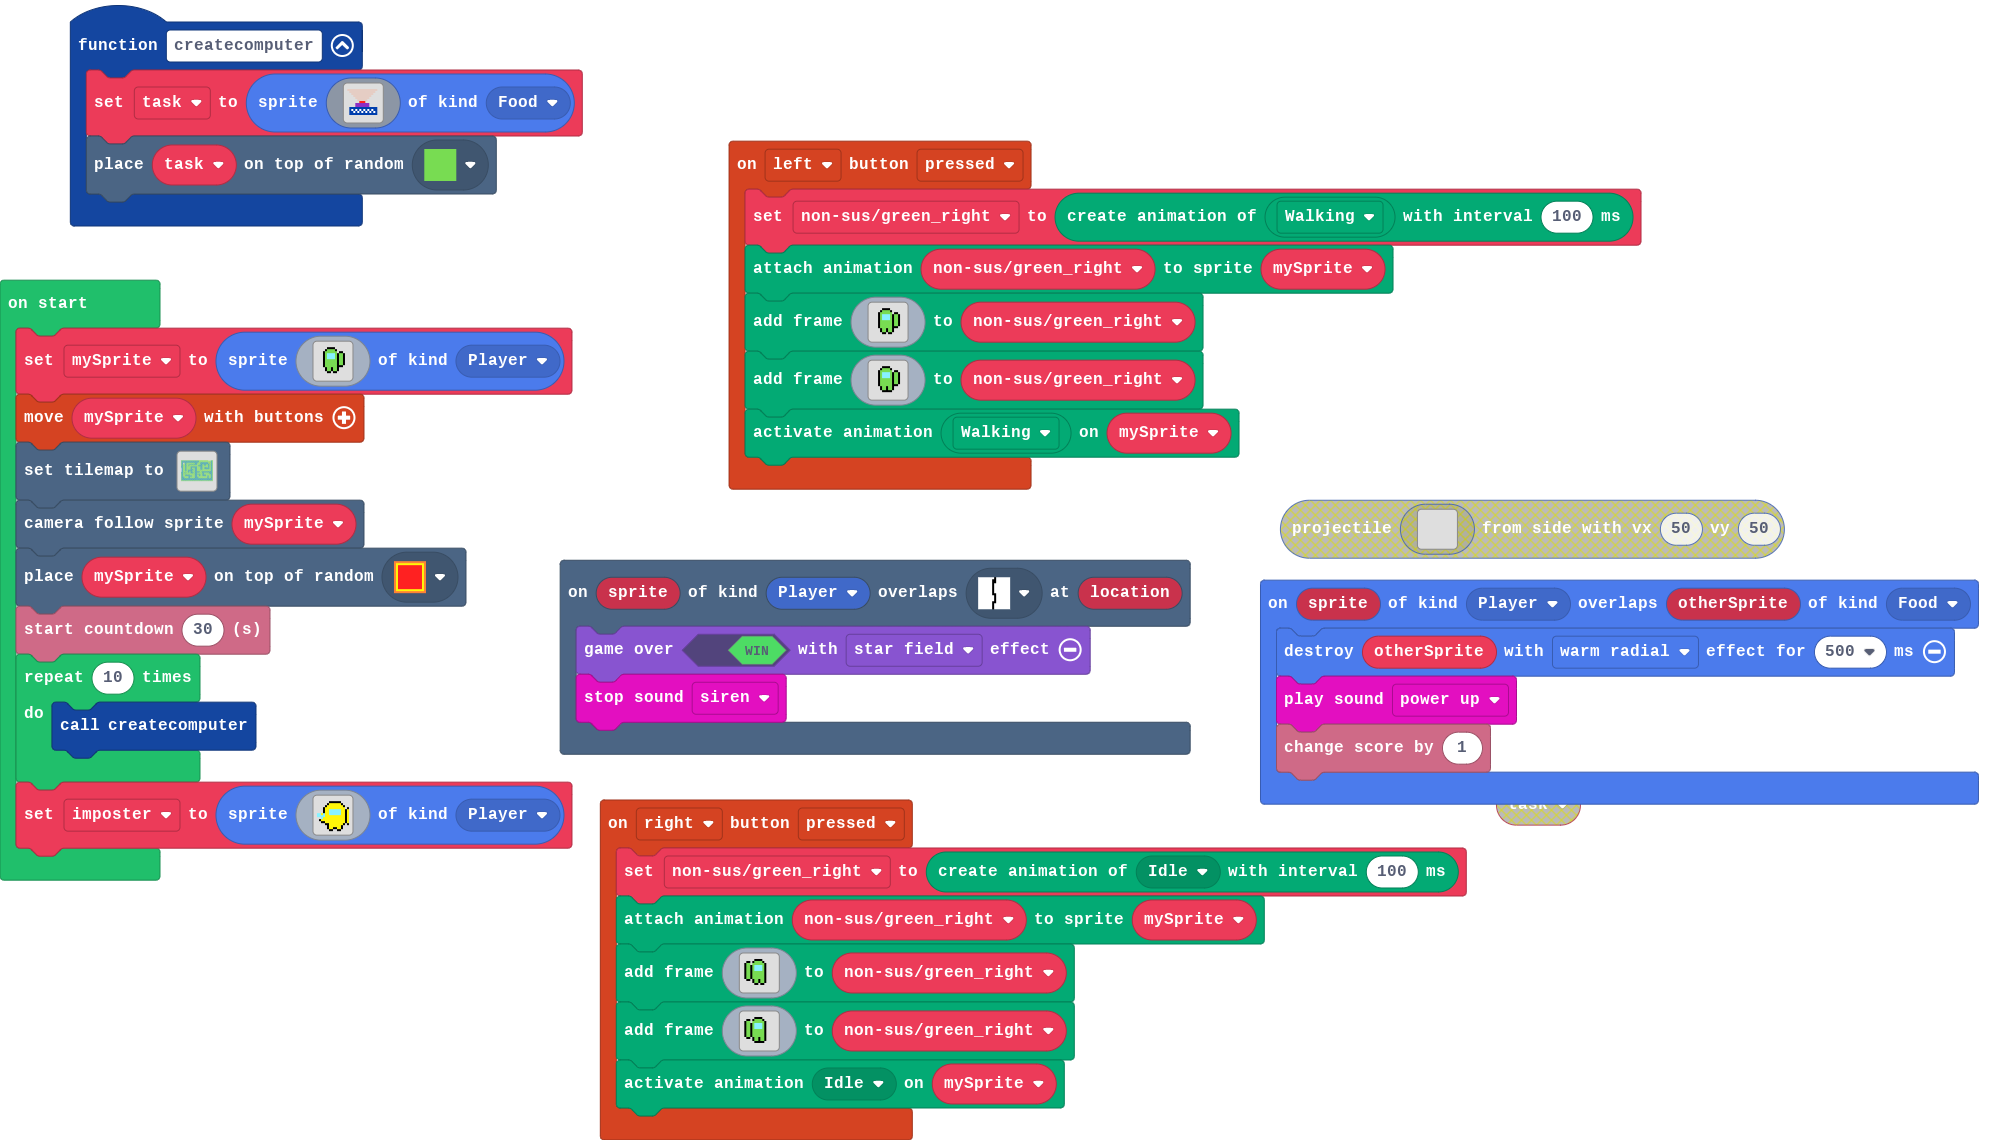 function createcomputer
set task to sprite of kind Food
place task on top of random
on start
set mySprite to sprite of kind Player
move mySprite with buttons
set tilemap to
camera follow sprite mySprite
place mySprite on top of random
start countdown 30 (s)
repeat 10 times
do call createcomputer
set imposter to sprite of kind Player
on left button pressed
set non-sus/green_right to create animation of Walking with interval 100 ms
attach animation non-sus/green_right to sprite mySprite
add frame to non-sus/green_right
add frame to non-sus/green_right
activate animation Walking on mySprite
on sprite of kind Player overlaps at location
game over WIN with star field effect
stop sound siren
projectile from side with vx 50 vy 50
on sprite of kind Player overlaps otherSprite of kind Food
destroy otherSprite with warm radial effect for 500 ms
play sound power up
change score by 1
task
on right button pressed
set non-sus/green_right to create animation of Idle with interval 100 ms
attach animation non-sus/green_right to sprite mySprite
add frame to non-sus/green_right
add frame to non-sus/green_right
activate animation Idle on mySprite